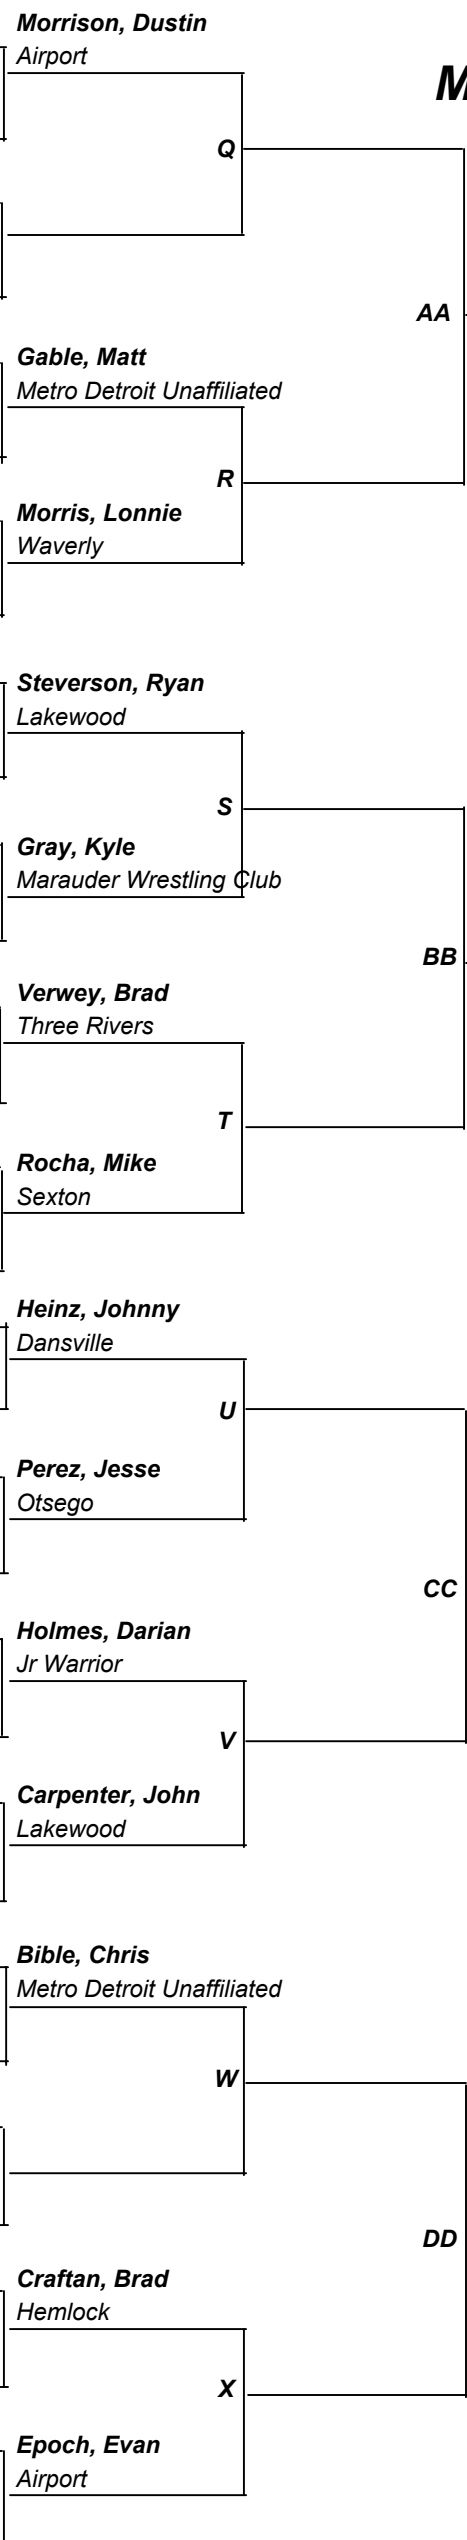 Morrison, Dustin
Airport
M
Q
AA
Gable, Matt
Metro Detroit Unaffiliated
R
Morris, Lonnie
Waverly
Steverson, Ryan
Lakewood
S
Gray, Kyle
Marauder Wrestling Club
BB
Verwey, Brad
Three Rivers
T
Rocha, Mike
Sexton
Heinz, Johnny
Dansville
U
Perez, Jesse
Otsego
CC
Holmes, Darian
Jr Warrior
V
Carpenter, John
Lakewood
Bible, Chris
Metro Detroit Unaffiliated
W
DD
Craftan, Brad
Hemlock
X
Epoch, Evan
Airport